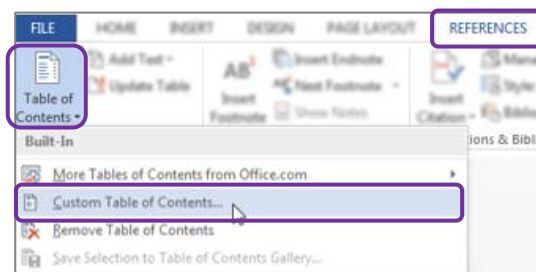 FILE HOME INSERT DESIGN PAGE LAYOUT REFERENCES
Table of
Contents
Add Text
Update Table
AB
Insert
Footnote
Insert Endnote
Next Footnote
Show Notes
Insert
Citation
Style
Built-In
ions & Bibl
More Tables of Contents from Office.com
Custom Table of Contents...
Remove Table of Contents
Save Selection to Table of Contents Gallery...